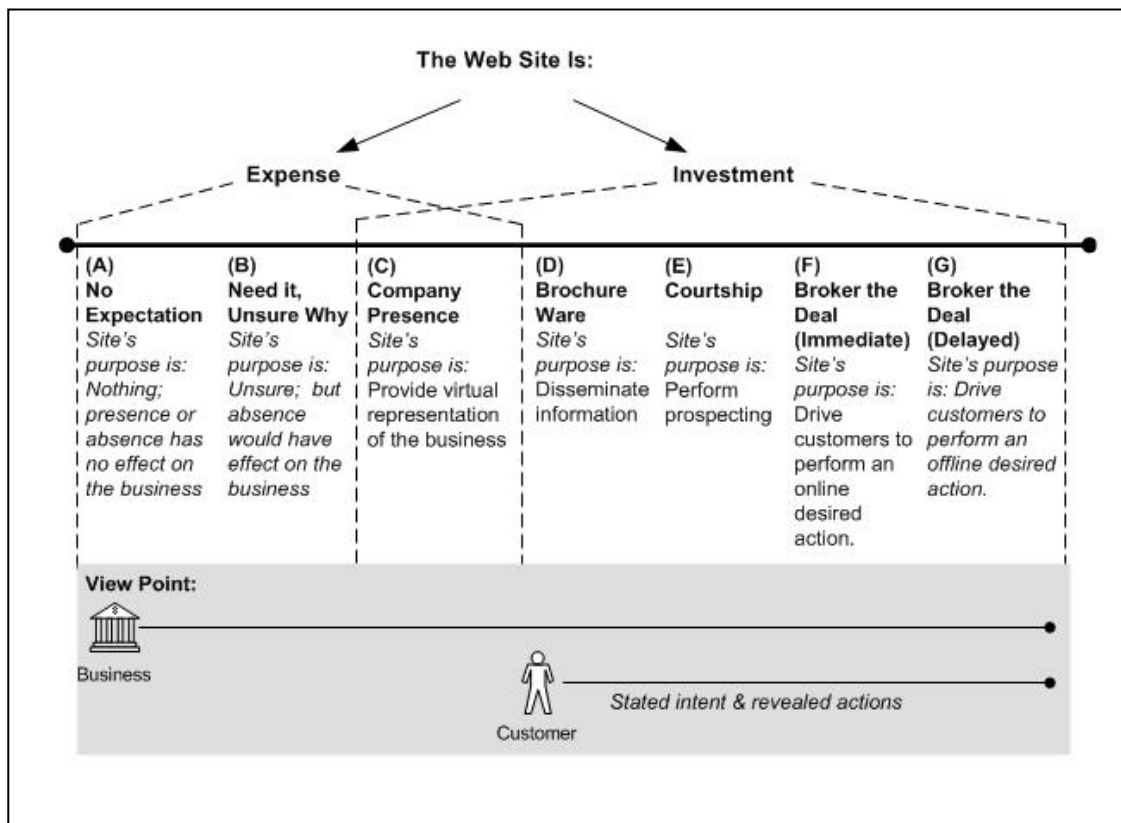 The Web Site Is:
Expense
Investment
(A)
No
Expectation
Site's
purpose is:
Nothing;
presence or
absence has
no effect on
the business
(B)
Need it,
Unsure Why
Site's
purpose is:
Unsure; but
absence
would have
effect on the
business
(C)
Company
Presence
Site's
purpose is:
Provide virtual
representation
of the business
(D)
Brochure
Ware
Site's
purpose is:
Disseminate
information
(E)
Courtship
Site's
purpose is:
Perform
prospecting
(F)
Broker the
Deal
(Immediate)
Site's
purpose is:
Drive
customers to
perform an
online
desired
action.
(G)
Broker the
Deal
(Delayed)
Site's purpose
is: Drive
customers to
perform an
offline desired
action.
View Point:
Business
Stated intent & revealed actions
Customer